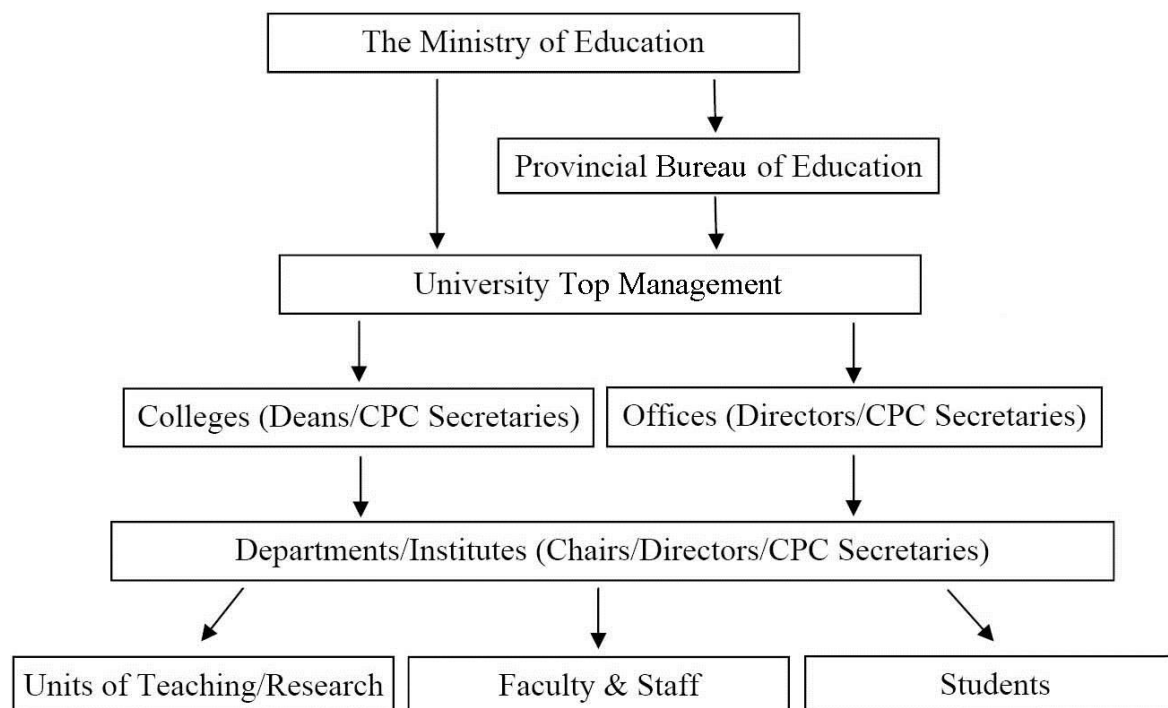 The Ministry of Education
Provincial Bureau of Education
University Top Management
Colleges (Deans/CPC Secretaries)
Offices (Directors/CPC Secretaries)
Departments/Institutes (Chairs/Directors/CPC Secretaries)
Units of Teaching/Research
Faculty & Staff
Students